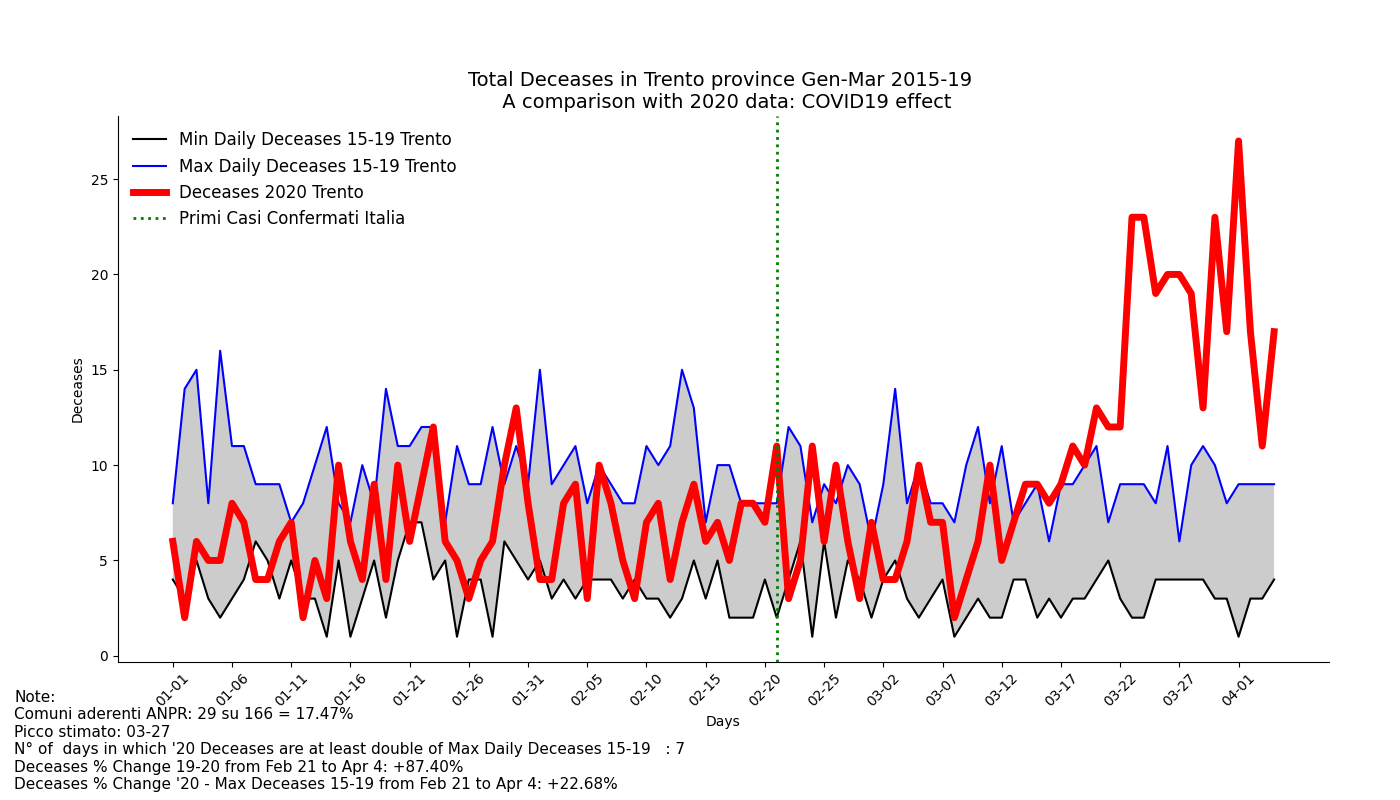 Total Deceases in Trento province Gen-Mar 2015-19
A comparison with 2020 data: COVID19 effect
Min Daily Deceases 15-19 Trento
Max Daily Deceases 15-19 Trento
Deceases 2020 Trento
Primi Casi Confermati Italia
25
20
15
10
5
0
Deceases
01-01 01-06 01-11 01-16 01-21 01-26 01-31 02-05 02-10 02-15 02-20 02-25 03-02 03-07 03-12 03-17 03-22 03-27 04-01
Days
Note:
Comuni aderenti ANPR: 29 su 166 = 17.47%
Picco stimato: 03-27
N° of  days in which '20 Deceases are at least double of Max Daily Deceases 15-19   : 7
Deceases % Change 19-20 from Feb 21 to Apr 4: +87.40%
Deceases % Change '20 - Max Deceases 15-19 from Feb 21 to Apr 4: +22.68%